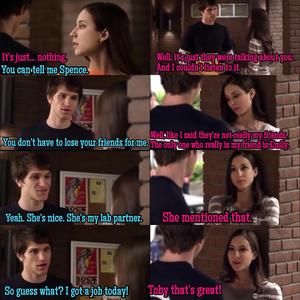 It's just... nothing.
You can tell me Spence.
Well, it's just they were talking about you.
And I couldn't listen to it.
You don't have to lose your friends for me.
Well, like I said they're not really my friends.
The only one who really is my friend is Emily.
Yeah. She's nice. She's my lab partner.
She mentioned that.
So guess what? I got a job today!
Toby that's great!